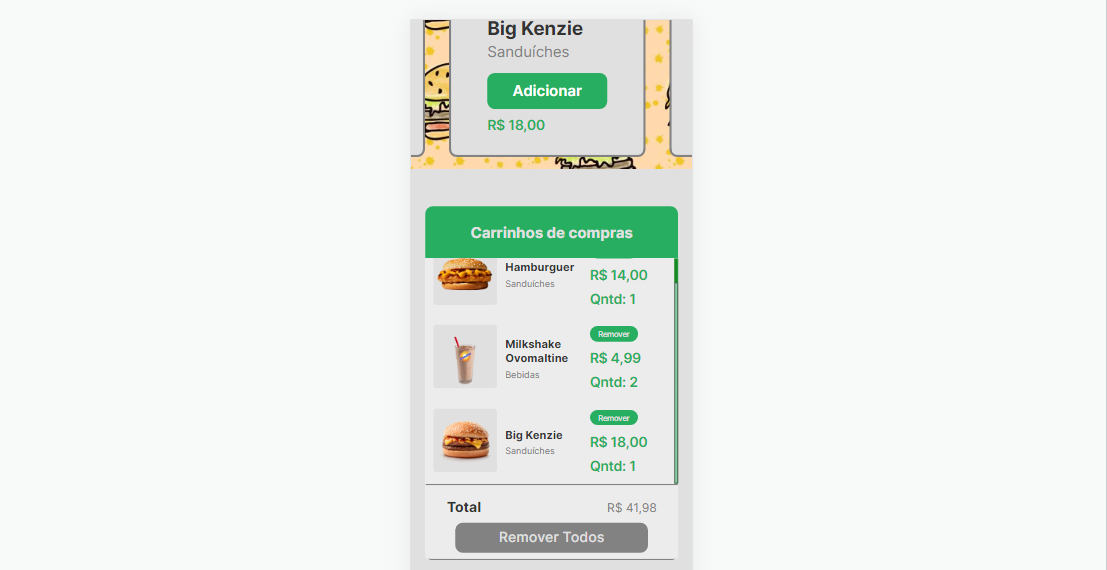 Big Kenzie
Sanduíches
Adicionar
R$ 18,00
Carrinhos de compras
Hamburguer
Sanduíches
R$ 14,00
Qntd: 1
Milkshake
Ovomaltine
Bebidas
Remover
R$ 4,99
Qntd: 2
Big Kenzie
Sanduíches
Remover
R$ 18,00
Qntd: 1
Total
R$ 41,98
Remover Todos